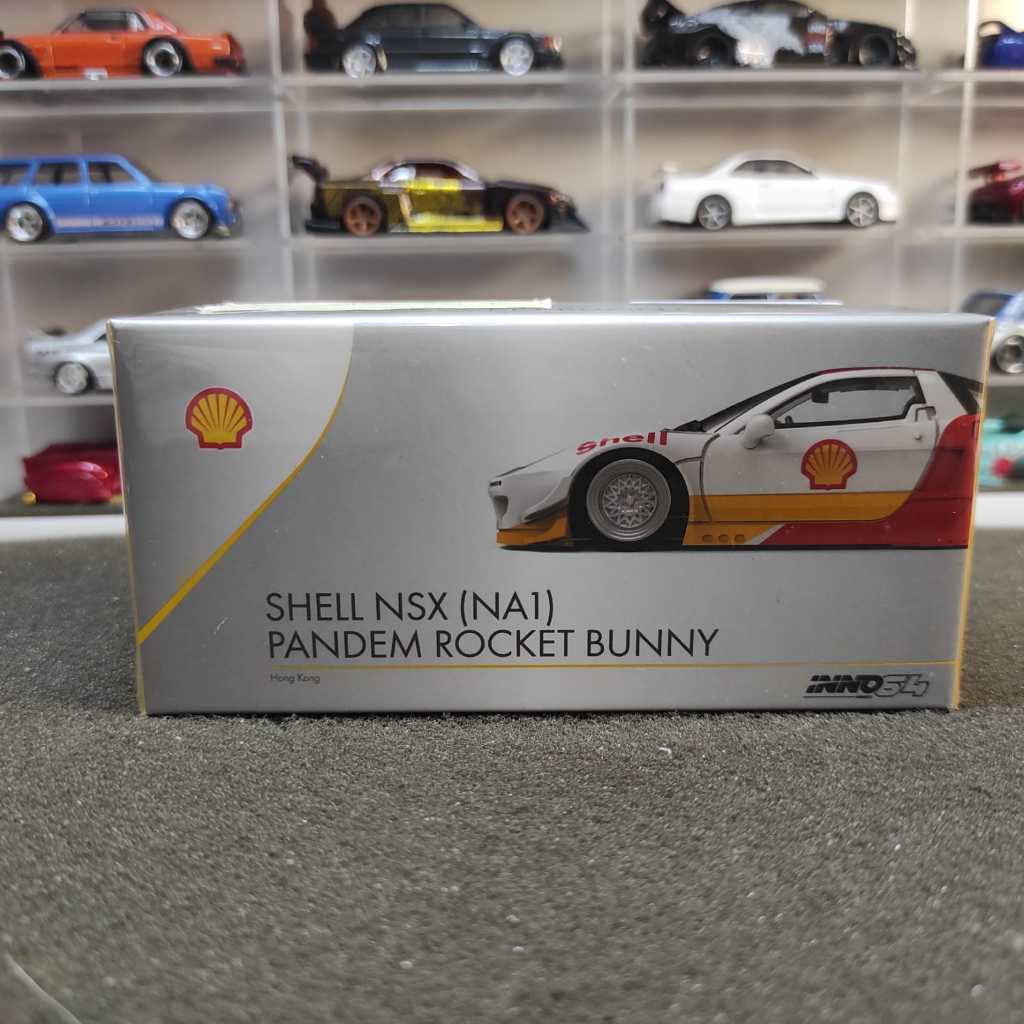 Shell
SHELL NSX (NA1)
PANDEM ROCKET BUNNY
Hong Kong
INNO64